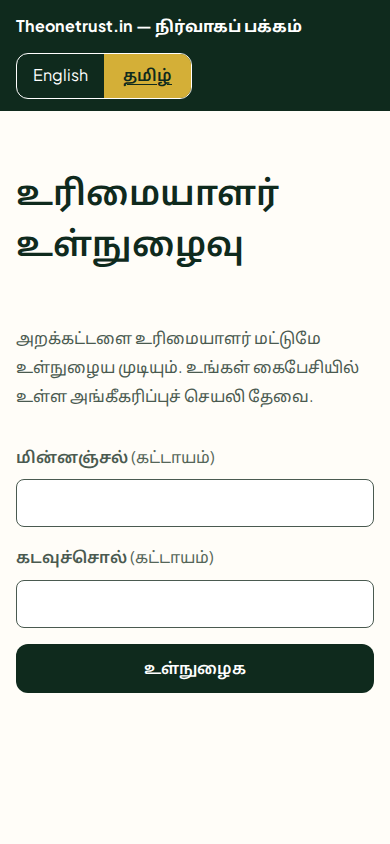 Theonetrust.in — நிர்வாகப் பக்கம்
English
தமிழ்
உரிமையாளர்
உள்நுழைவு
அறக்கட்டளை உரிமையாளர் மட்டுமே
உள்நுழைய முடியும். உங்கள் கைபேசியில்
உள்ள அங்கீகரிப்புச் செயலி தேவை.
மின்னஞ்சல் (கட்டாயம்)
கடவுச்சொல் (கட்டாயம்)
உள்நுழைக